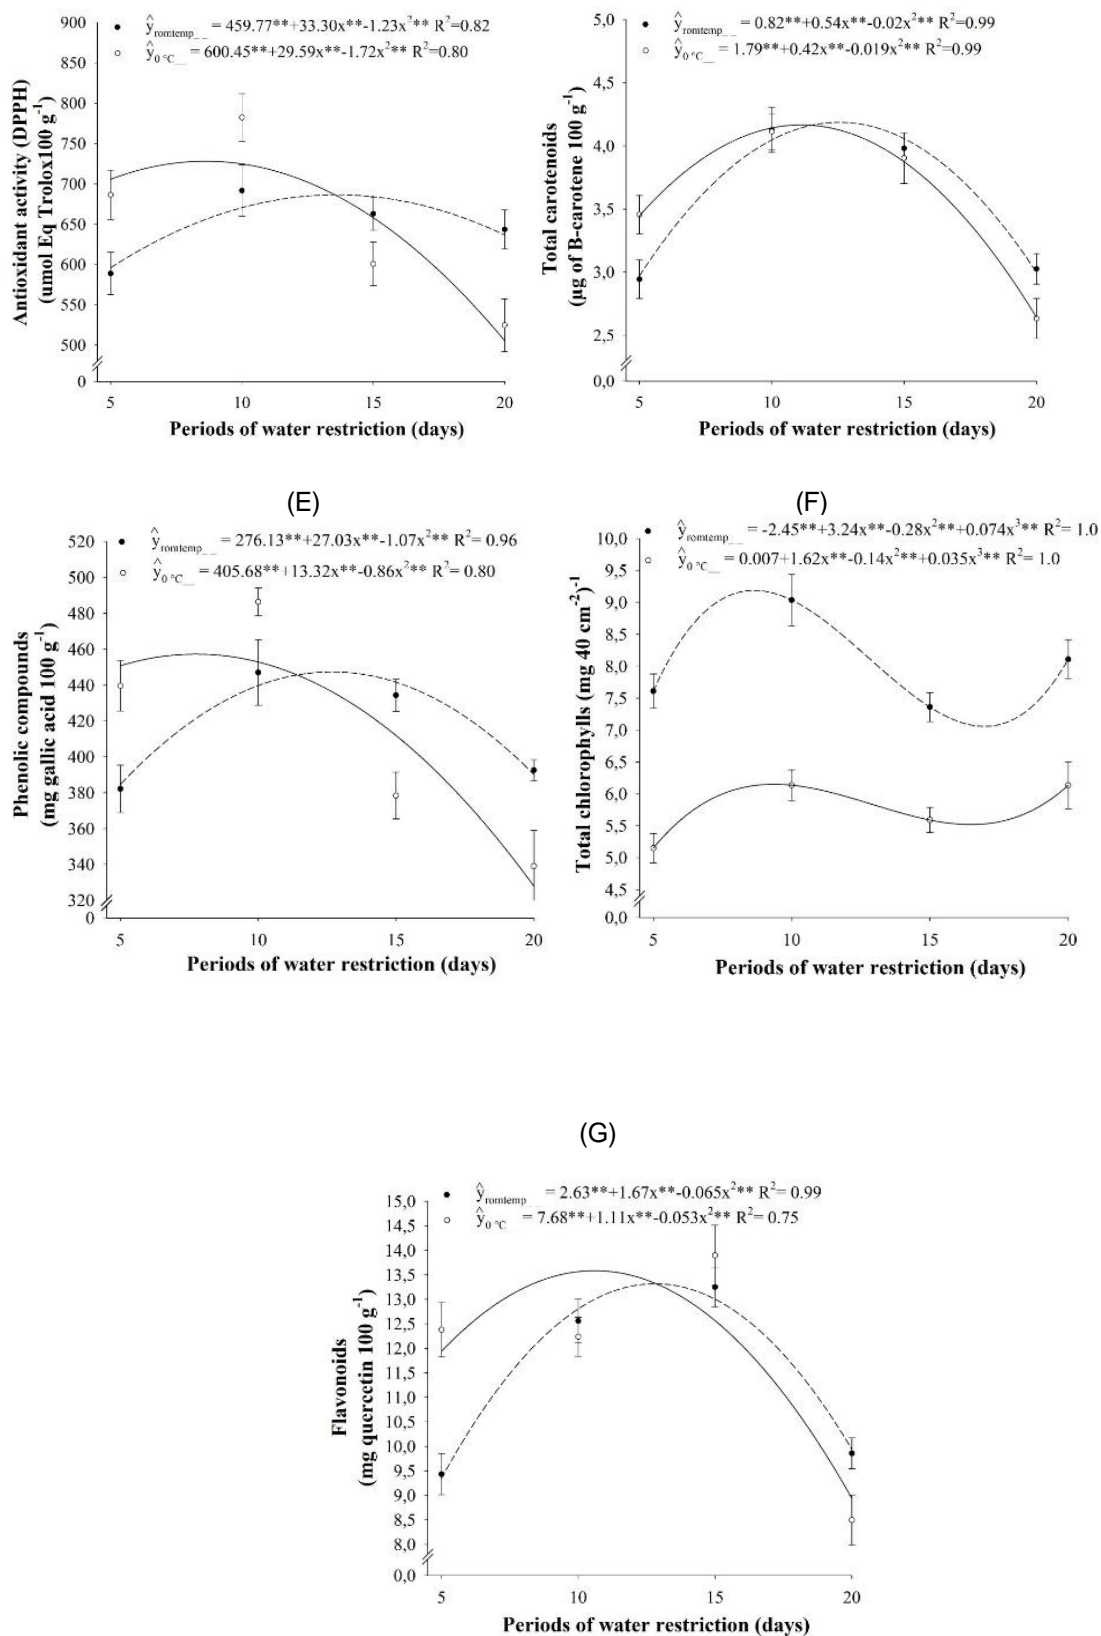 ŷromtemp_ _ = 459.77**+33.30x**-1.23x²** R²=0.82
ŷ0 °C__ = 600.45**+29.59x**-1.72x²** R²=0.80
900
850
800
750
700
650
600
550
500
0
Antioxidant activity (DPPH)
(umol Eq Trolox100 g⁻¹)
5 10 15 20
Periods of water restriction (days)
ŷromtemp_ _ = 0.82**+0.54x**-0.02x²** R²=0.99
ŷ0 °C__ = 1.79**+0.42x**-0.019x²** R²=0.99
5,0
4,5
4,0
3,5
3,0
2,5
0,0
Total carotenoids
(µg of B-carotene 100 g⁻¹)
5 10 15 20
Periods of water restriction (days)
(E)
ŷromtemp_ _ = 276.13**+27.03x**-1.07x²** R²= 0.96
ŷ0 °C__ = 405.68**+13.32x**-0.86x²** R²= 0.80
520
500
480
460
440
420
400
380
360
340
320
0
Phenolic compounds
(mg gallic acid 100 g⁻¹)
5 10 15 20
Periods of water restriction (days)
(F)
ŷromtemp_ _ = -2.45**+3.24x**-0.28x²**+0.074x³** R²= 1.0
ŷ0 °C__ = 0.007+1.62x**-0.14x²**+0.035x³** R²= 1.0
10,0
9,5
9,0
8,5
8,0
7,5
7,0
6,5
6,0
5,5
5,0
4,5
0,0
Total chlorophylls (mg 40 cm⁻²)⁻¹
5 10 15 20
Periods of water restriction (days)
(G)
ŷromtemp_ _ = 2.63**+1.67x**-0.065x²** R²= 0.99
ŷ0 °C = 7.68**+1.11x**-0.053x²** R²= 0.75
15,0
14,5
14,0
13,5
13,0
12,5
12,0
11,5
11,0
10,5
10,0
9,5
9,0
8,5
8,0
0,0
Flavonoids
(mg quercetin 100 g⁻¹)
5 10 15 20
Periods of water restriction (days)